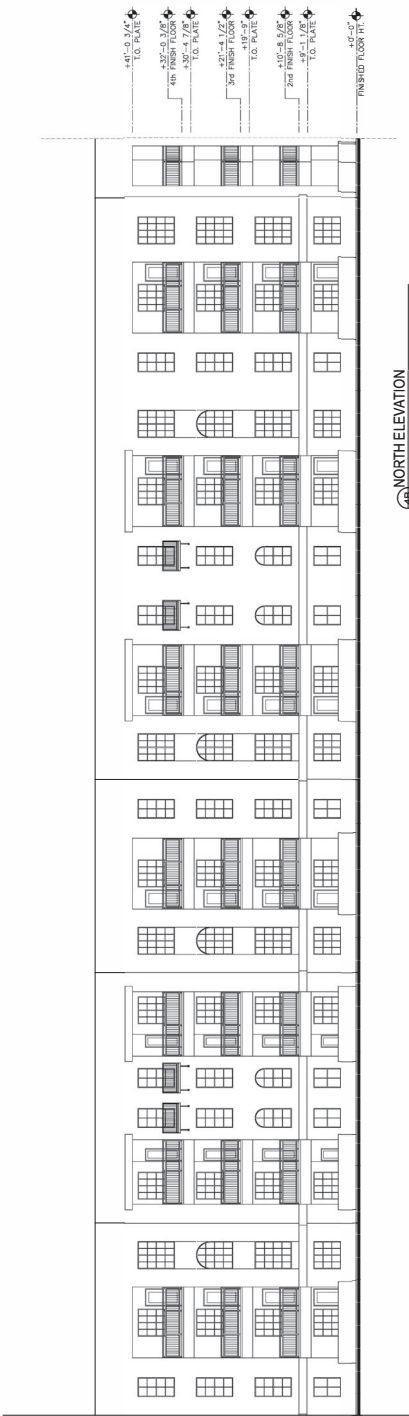 +41'-0 3/4"
T.O. PLATE
+32'-0 3/8"
4th FINISH FLOOR
+30'-4 7/8"
T.O. PLATE
+21'-4 1/2"
3rd FINISH FLOOR
+19'-9"
T.O. PLATE
+10'-8 5/8"
2nd FINISH FLOOR
+9'-1 1/8"
T.O. PLATE
+0'-0"
FINISHED FLOOR HT.
NORTH ELEVATION